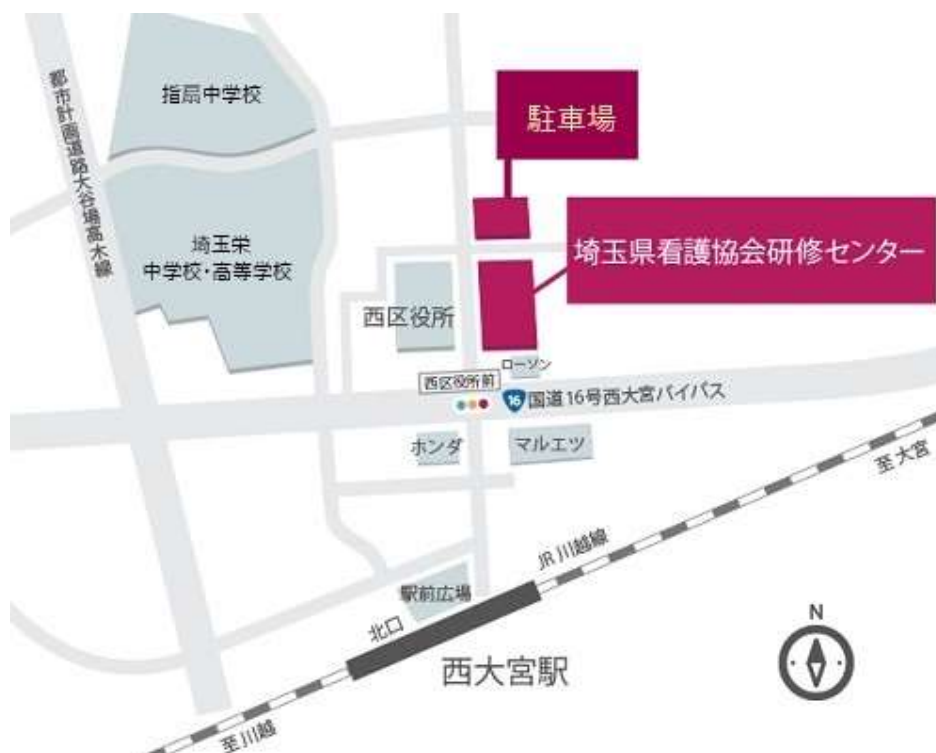 指扇中学校
駐車場
都市計画道路大谷場高木線
埼玉栄
中学校・高等学校
埼玉県看護協会研修センター
西区役所
ローソン
西区役所前
16
国道16号西大宮バイパス
ホンダ
マルエツ
至大宮
JR川越線
駅前広場
北口
西大宮駅
N
至川越